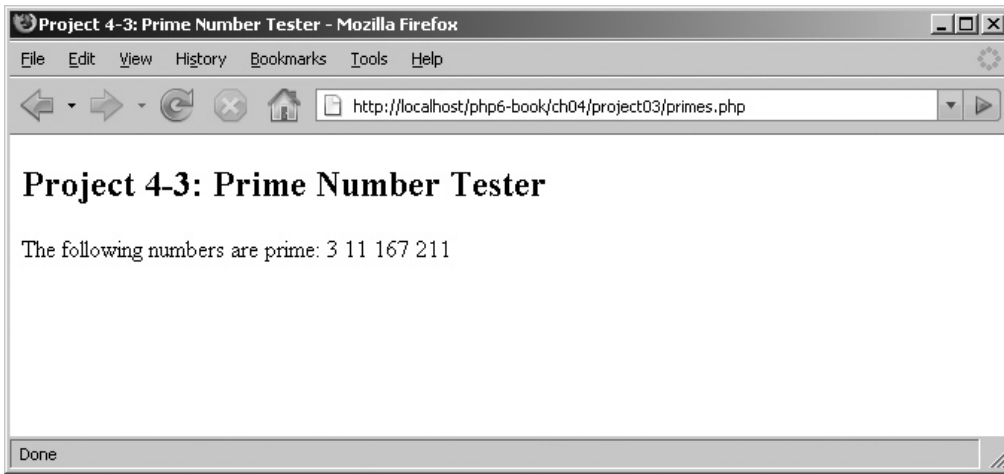 Project 4-3: Prime Number Tester - Mozilla Firefox
File Edit View History Bookmarks Tools Help
http://localhost/php6-book/ch04/project03/primes.php
Project 4-3: Prime Number Tester
The following numbers are prime: 3 11 167 211
Done